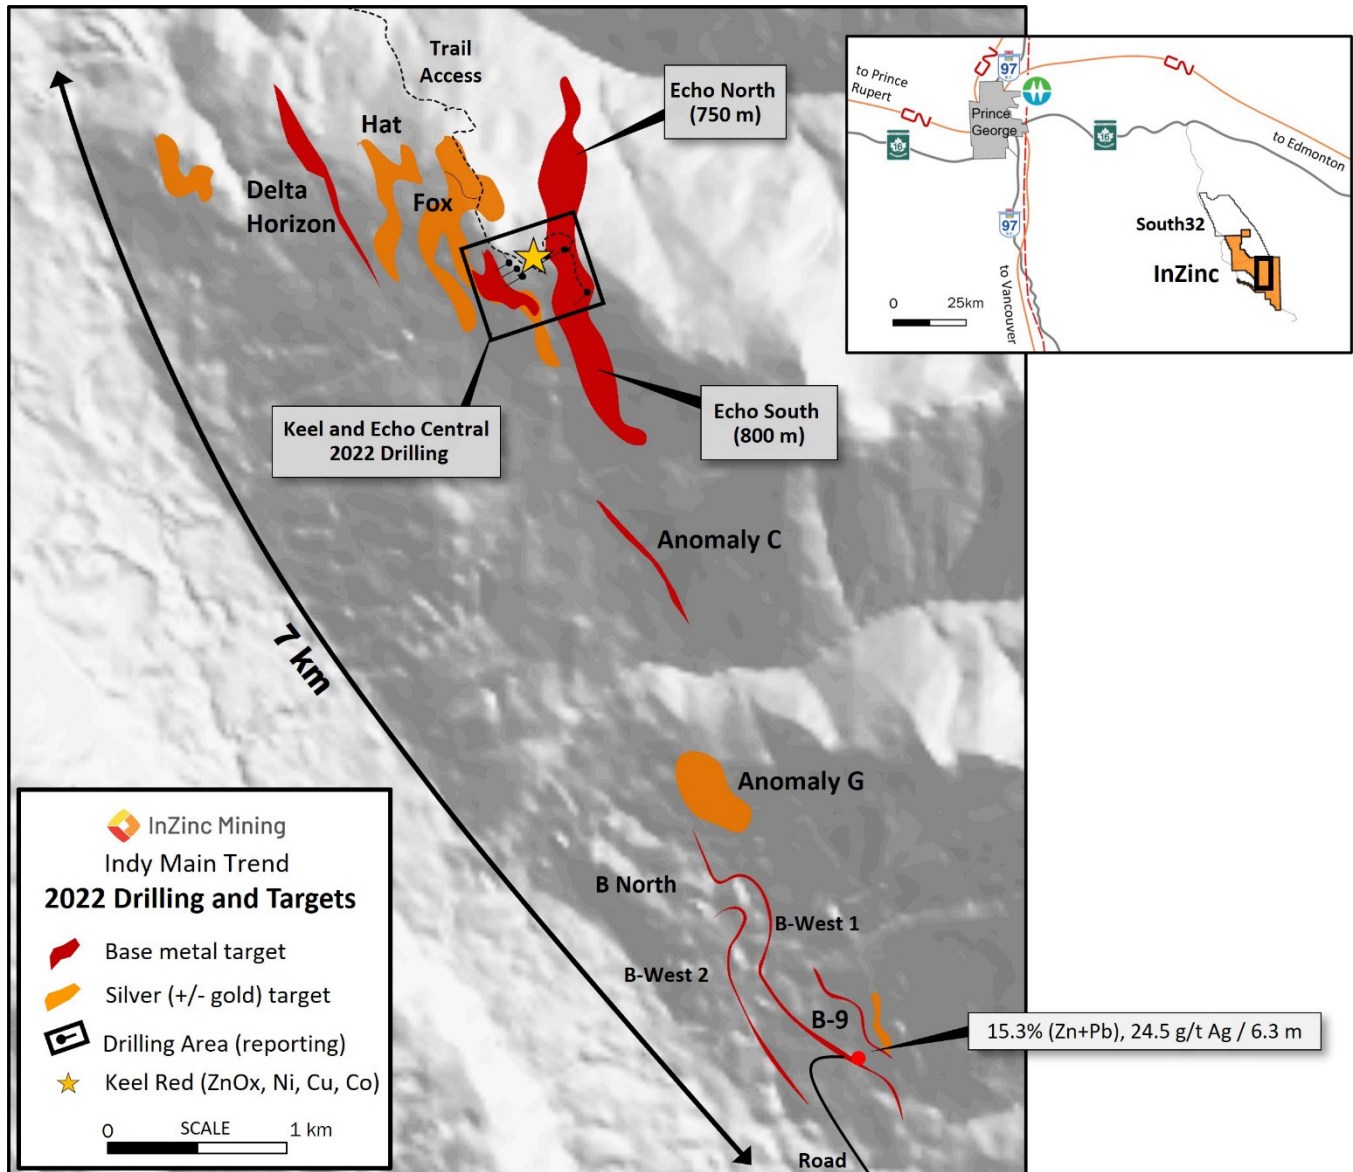 Trail
Access
Echo North
(750 m)
Hat
Delta
Horizon
Fox
Keel and Echo Central
2022 Drilling
Echo South
(800 m)
Anomaly C
7 km
Anomaly G
B North
B-West 1
B-West 2
B-9
15.3% (Zn+Pb), 24.5 g/t Ag / 6.3 m
Road
InZinc Mining
Indy Main Trend
2022 Drilling and Targets
Base metal target
Silver (+/- gold) target
Drilling Area (reporting)
Keel Red (ZnOx, Ni, Cu, Co)
0 SCALE 1 km
CN
97
CN
to Prince
Rupert
CN
Prince
George
16
16
to Edmonton
97
South32
InZinc
0 25km
to Vancouver